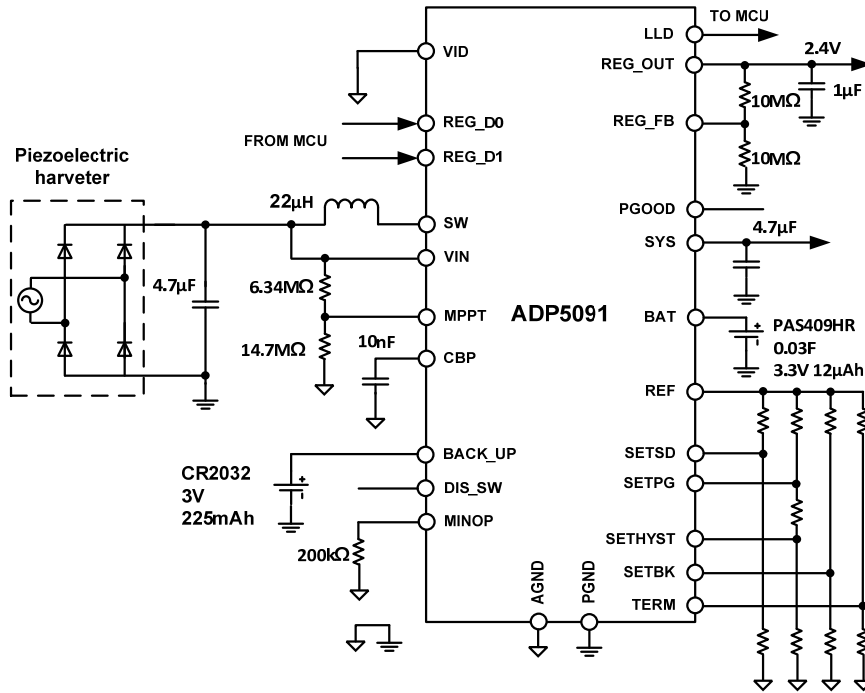 TO MCU
LLD
VID
REG_OUT
2.4V
10MΩ
1µF
REG_D0
REG_FB
FROM MCU
REG_D1
10MΩ
Piezoelectric
harveter
22µH
PGOOD
SW
SYS
4.7µF
VIN
4.7µF
6.34MΩ
ADP5091
MPPT
BAT
PAS409HR
0.03F
3.3V 12µAh
14.7MΩ
10nF
CBP
REF
BACK_UP
SETSD
CR2032
3V
225mAh
DIS_SW
SETPG
MINOP
SETHYST
200kΩ
SETBK
AGND
PGND
TERM